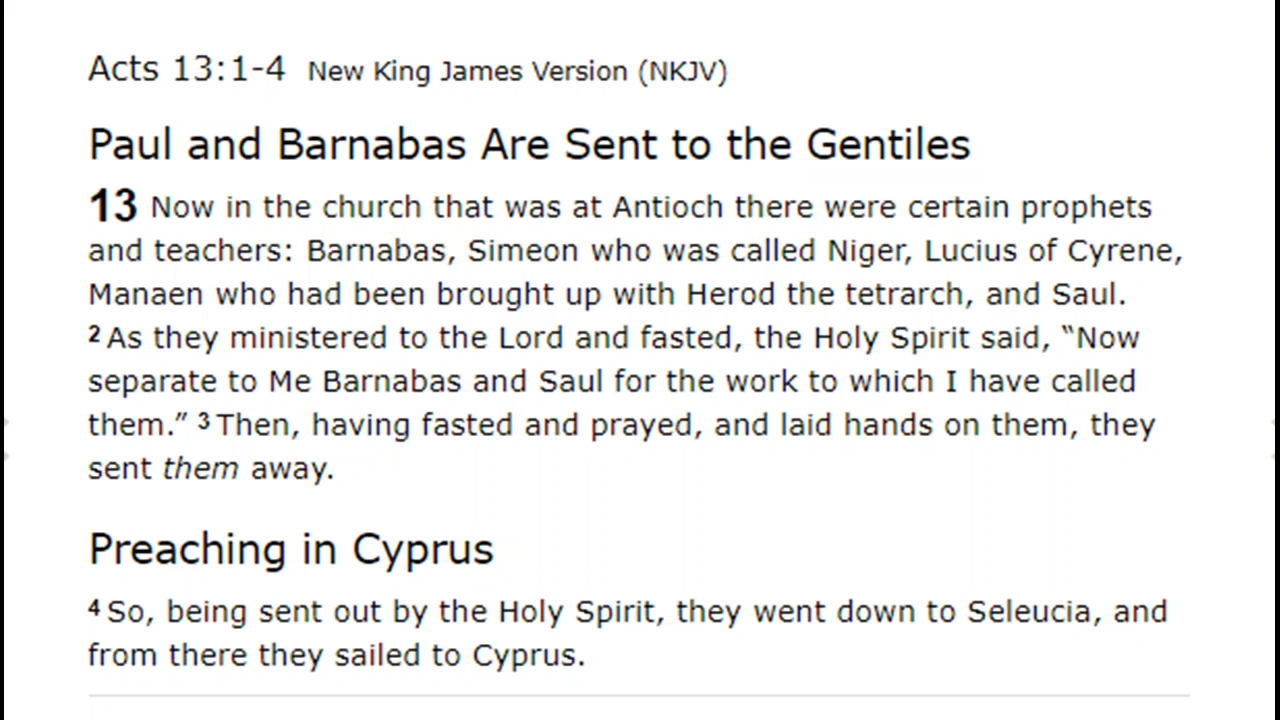 Acts 13:1-4 New King James Version (NKJV)
Paul and Barnabas Are Sent to the Gentiles
13 Now in the church that was at Antioch there were certain prophets
and teachers: Barnabas, Simeon who was called Niger, Lucius of Cyrene,
Manaen who had been brought up with Herod the tetrarch, and Saul.
2 As they ministered to the Lord and fasted, the Holy Spirit said, “Now
separate to Me Barnabas and Saul for the work to which I have called
them.” 3 Then, having fasted and prayed, and laid hands on them, they
sent them away.
Preaching in Cyprus
4 So, being sent out by the Holy Spirit, they went down to Seleucia, and
from there they sailed to Cyprus.